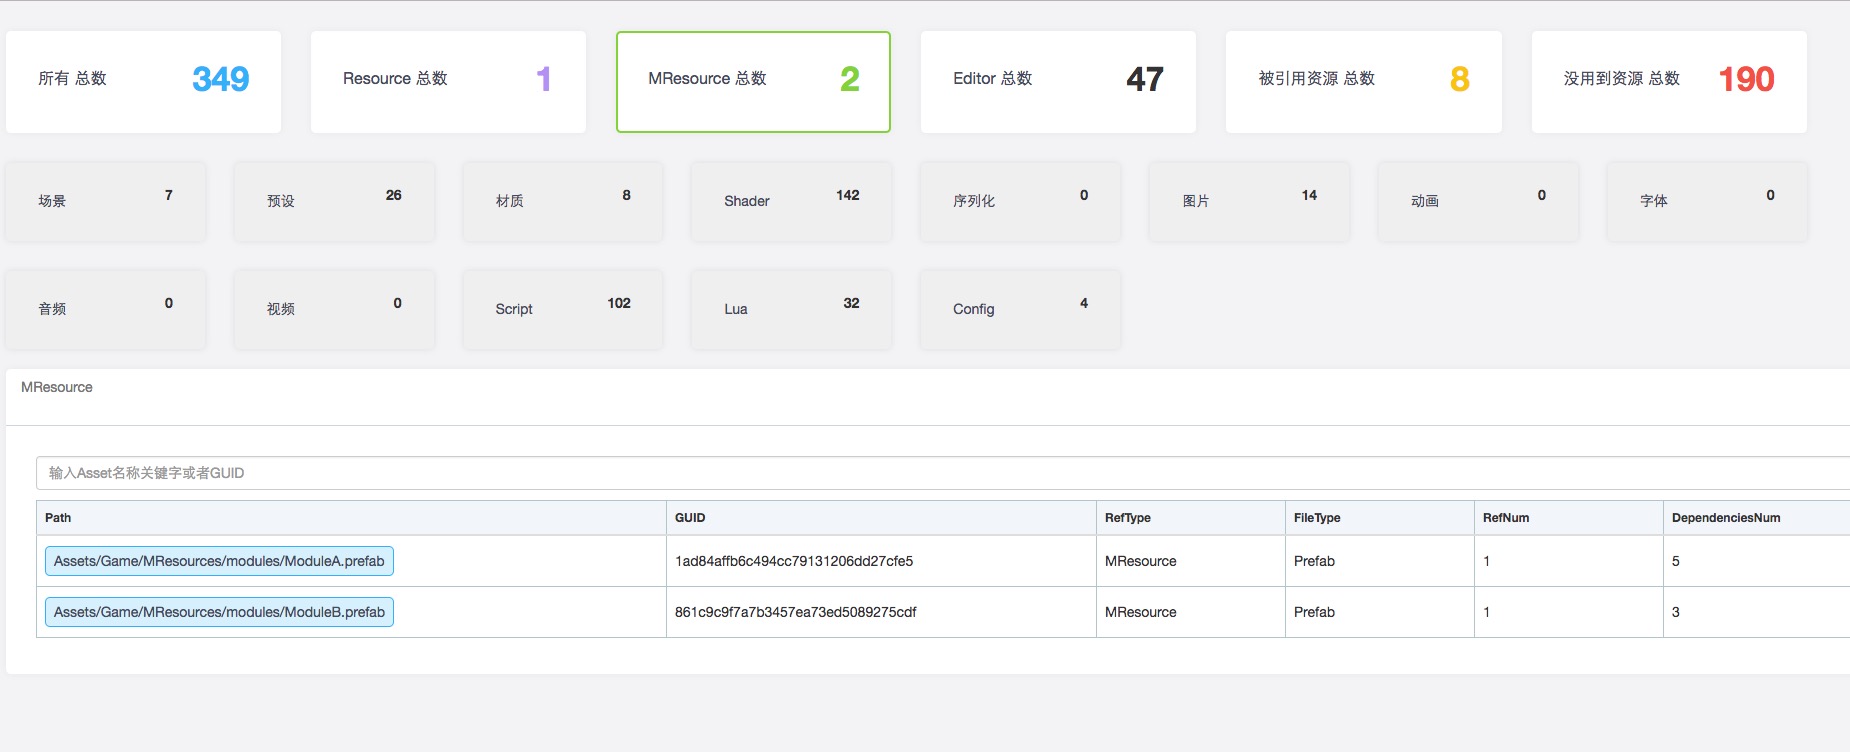 所有 总数 349 Resource 总数 1 MResource 总数 2 Editor 总数 47 被引用资源 总数 8 没用到资源 总数 190
场景 7 预设 26 材质 8 Shader 142 序列化 0 图片 14 动画 0 字体 0
音频 0 视频 0 Script 102 Lua 32 Config 4
MResource
输入Asset名称关键字或者GUID
Path GUID RefType FileType RefNum DependenciesNum
Assets/Game/MResources/modules/ModuleA.prefab 1ad84affb6c494cc79131206dd27cfe5 MResource Prefab 1 5
Assets/Game/MResources/modules/ModuleB.prefab 861c9c9f7a7b3457ea73ed5089275cdf MResource Prefab 1 3